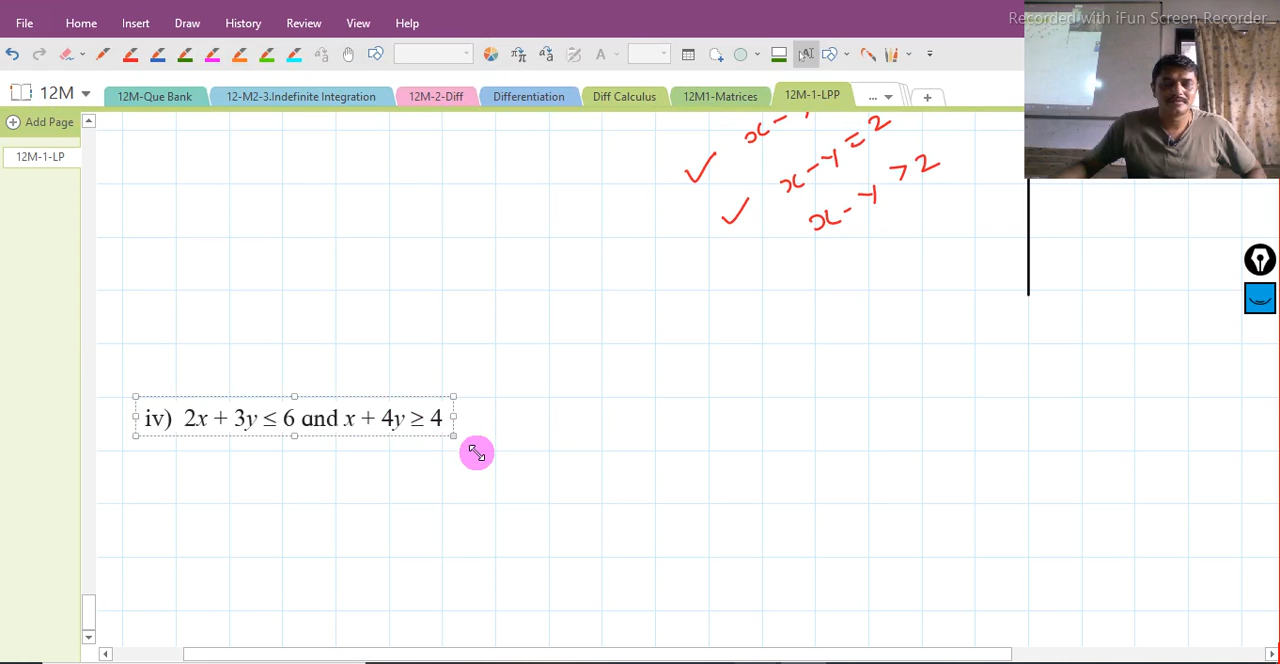 Recorded with iFun Screen Recorder
File Home Insert Draw History Review View Help
12M 12M-Que Bank 12-M2-3.Indefinite Integration 12M-2-Diff Differentiation Diff Calculus 12M1-Matrices 12M-1-LPP ...
Add Page
12M-1-LP
x - y = 2
x - y > 2
iv) 2x + 3y ≤ 6 and x + 4y ≥ 4